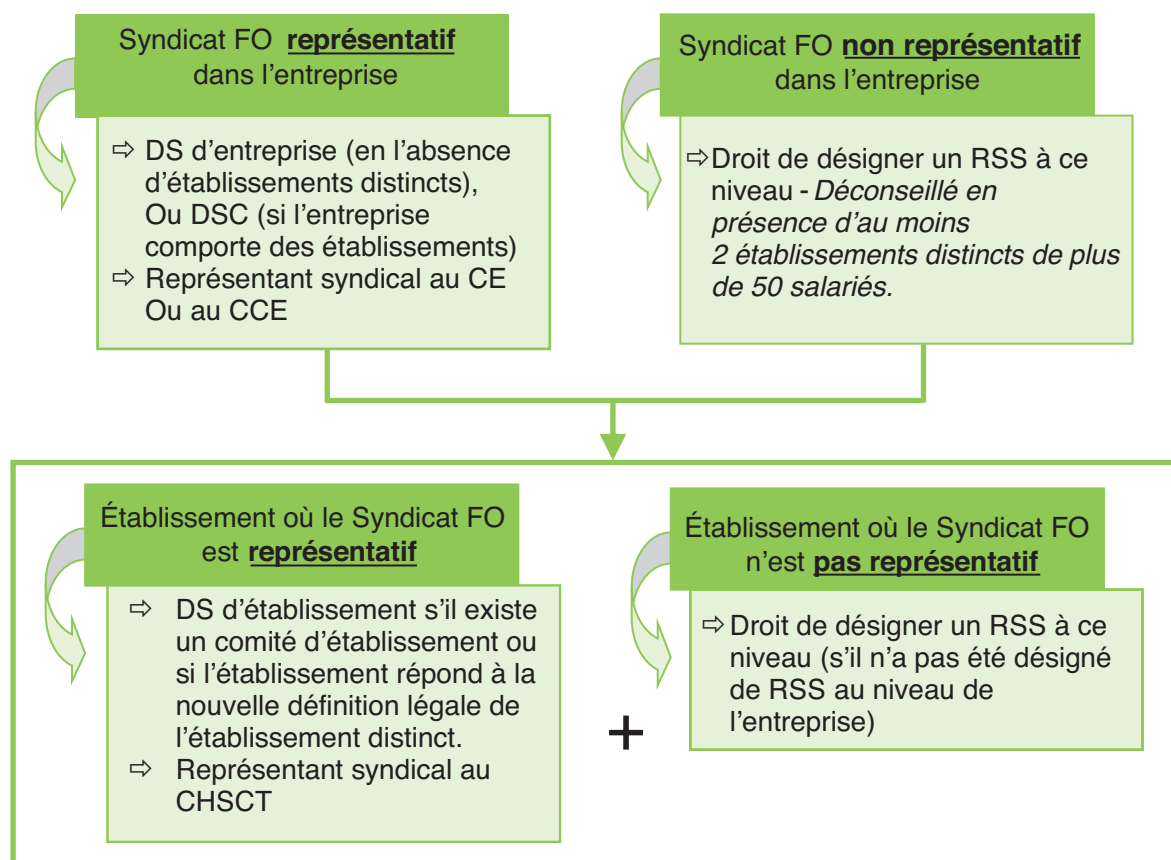 Syndicat FO représentatif
dans l'entreprise
⇨ DS d'entreprise (en l'absence
d'établissements distincts),
Ou DSC (si l'entreprise
comporte des établissements)
⇨ Représentant syndical au CE
Ou au CCE
Syndicat FO non représentatif
dans l'entreprise
⇨Droit de désigner un RSS à ce
niveau - Déconseillé en
présence d'au moins
2 établissements distincts de plus
de 50 salariés.
Établissement où le Syndicat FO
est représentatif
⇨ DS d'établissement s'il existe
un comité d'établissement ou
si l'établissement répond à la
nouvelle définition légale de
l'établissement distinct.
⇨ Représentant syndical au
CHSCT
+
Établissement où le Syndicat FO
n'est pas représentatif
⇨Droit de désigner un RSS à ce
niveau (s'il n'a pas été désigné
de RSS au niveau de
l'entreprise)